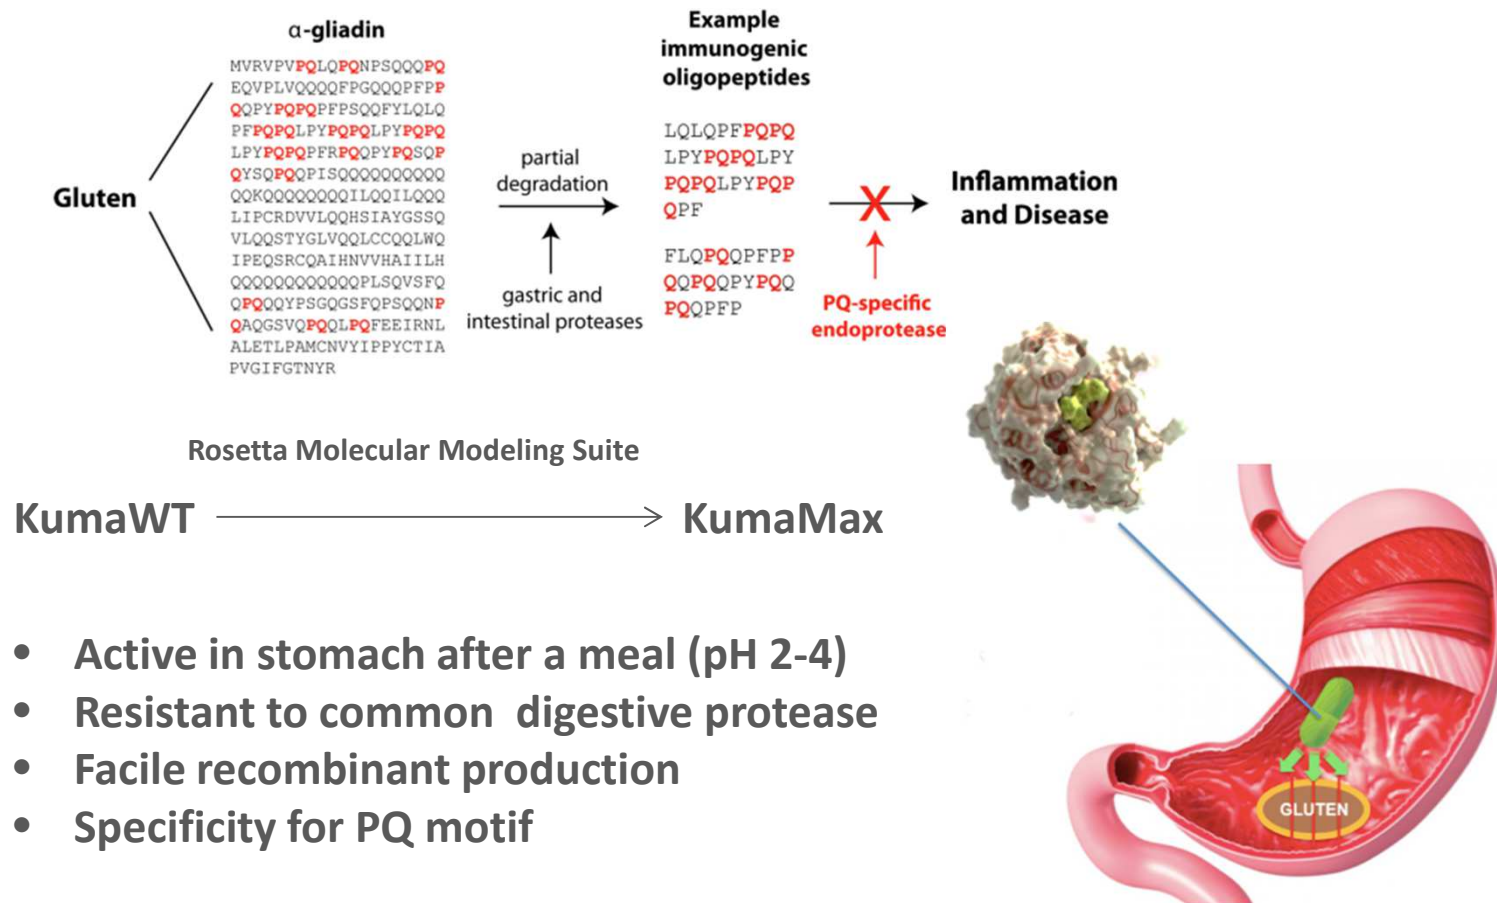 α-gliadin
MVRVPVPQLQPQNPSQQQPQ
EQVPLVQQQQFPGQQQPFPP
QQPYPQPQPFPSQQFYLQLQ
PFPQPQLPYPQPQLPYPQPQ
LPYPQPQPFRPQQPYPQSQP
QYSQPQQPISQQQQQQQQQQ
QQKQQQQQQQILQQILQQQ
LIPCRDVVLQQHSIAYGSSQ
VLQQSTYGLVQQLCCQQLWQ
IPEQSRCQAIHNVVHAIILH
QQQQQQQQQQQQPLSQVSFQ
QPQQQYPSGQGSFQPSQQNP
QAQGSVQPQQLPQFEEIRNL
ALETLPAMCNVYIPPYCTIA
PVGIFGTNYR
Gluten
partial
degradation
gastric and
intestinal proteases
Example
immunogenic
oligopeptides
LQLQPFPQPQ
LPYPQPQLPY
PQPQLPYPQP
QPF
FLQPQQPFPP
QQPQQPYPQQ
PQQPFP
X
PQ-specific
endoprotease
Inflammation
and Disease
Rosetta Molecular Modeling Suite
KumaWT
KumaMax
• Active in stomach after a meal (pH 2-4)
• Resistant to common digestive protease
• Facile recombinant production
• Specificity for PQ motif
GLUTEN